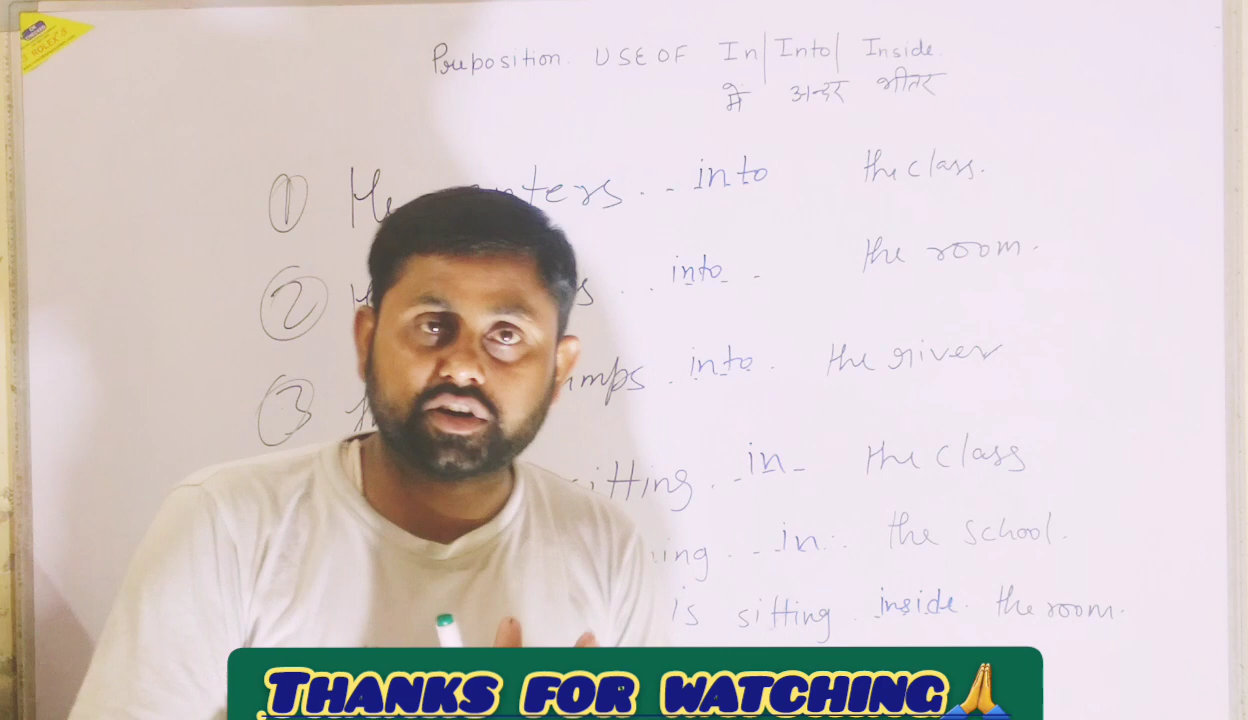 ROLEX
Preposition USE OF In| Into| Inside
में अन्दर भीतर
① He enters .. into the class.
② .. into - the room.
③ into. the river
sitting .. in - the class
.. in .. the school.
is sitting . inside. the room.
THANKS FOR WATCHING🙏